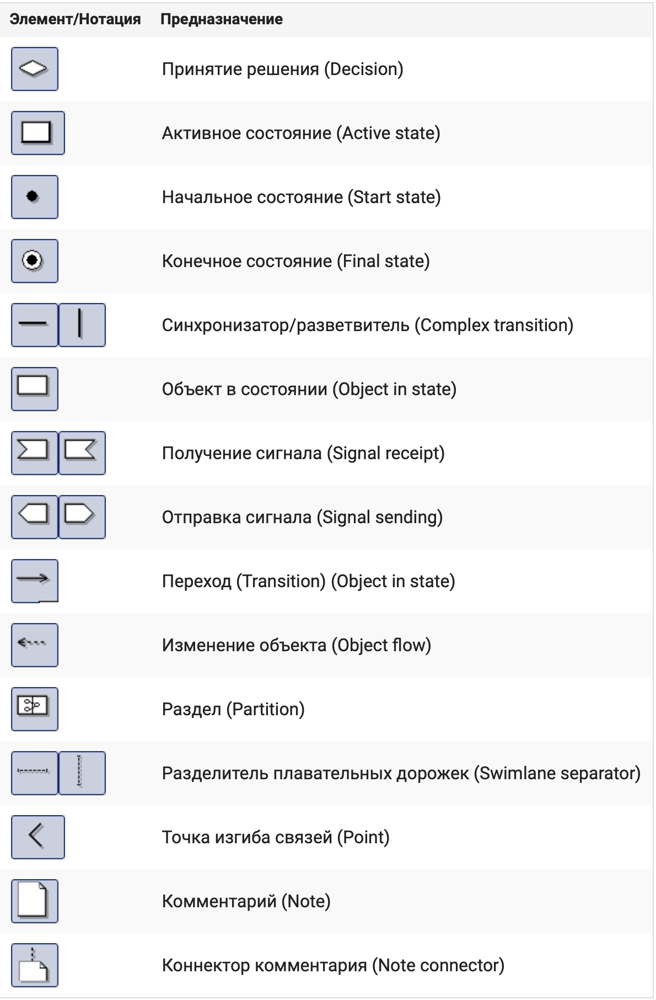 Элемент/Нотация Предназначение
Принятие решения (Decision)
Активное состояние (Active state)
Начальное состояние (Start state)
Конечное состояние (Final state)
Синхронизатор/разветвитель (Complex transition)
Объект в состоянии (Object in state)
Получение сигнала (Signal receipt)
Отправка сигнала (Signal sending)
Переход (Transition) (Object in state)
Изменение объекта (Object flow)
Раздел (Partition)
Разделитель плавательных дорожек (Swimlane separator)
Точка изгиба связей (Point)
Комментарий (Note)
Коннектор комментария (Note connector)